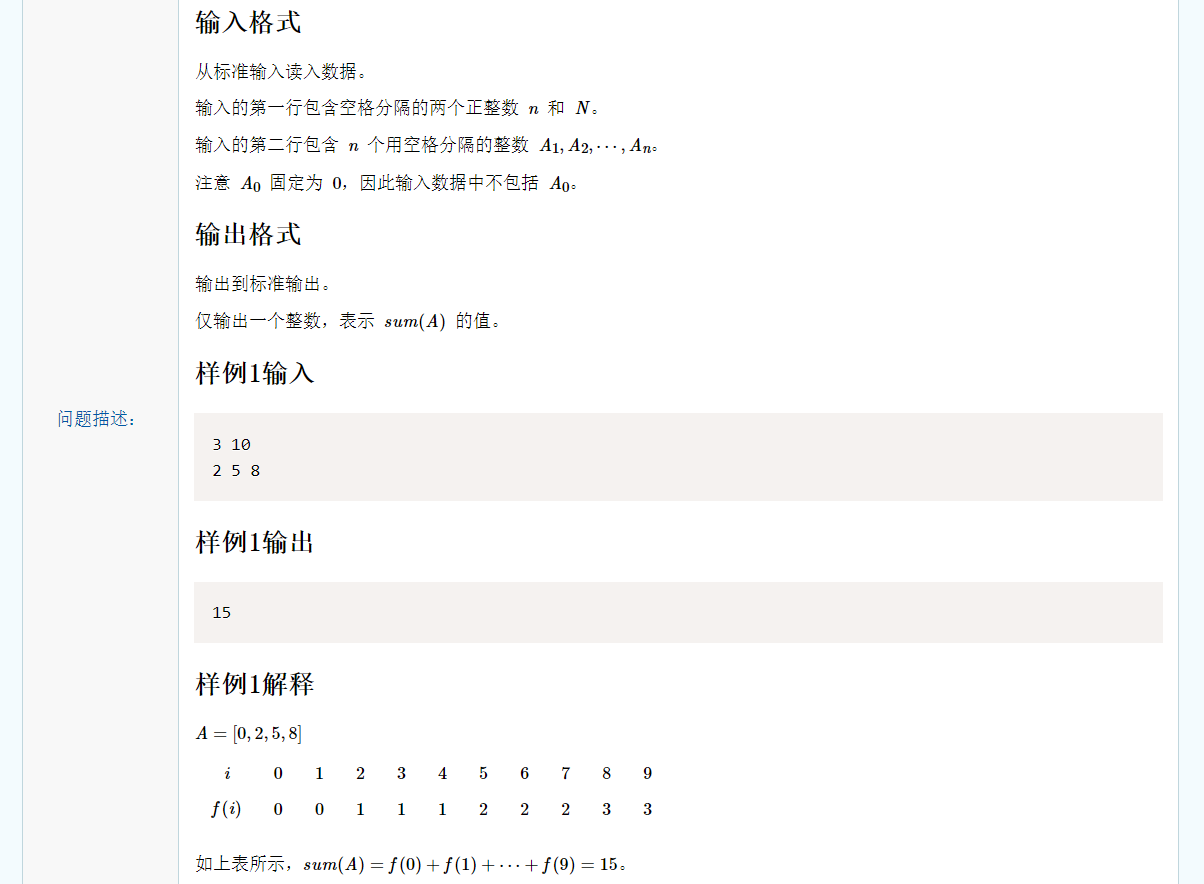 输入格式
从标准输入读入数据。
输入的第一行包含空格分隔的两个正整数 n 和 N。
输入的第二行包含 n 个用空格分隔的整数 A₁, A₂, ⋯, Aₙ。
注意 A₀ 固定为 0，因此输入数据中不包括 A₀。
输出格式
输出到标准输出。
仅输出一个整数，表示 sum(A) 的值。
样例1输入
问题描述：
3 10
2 5 8
样例1输出
15
样例1解释
A = [0, 2, 5, 8]
i 0 1 2 3 4 5 6 7 8 9
f(i) 0 0 1 1 1 2 2 2 3 3
如上表所示，sum(A) = f(0) + f(1) + ⋯ + f(9) = 15。